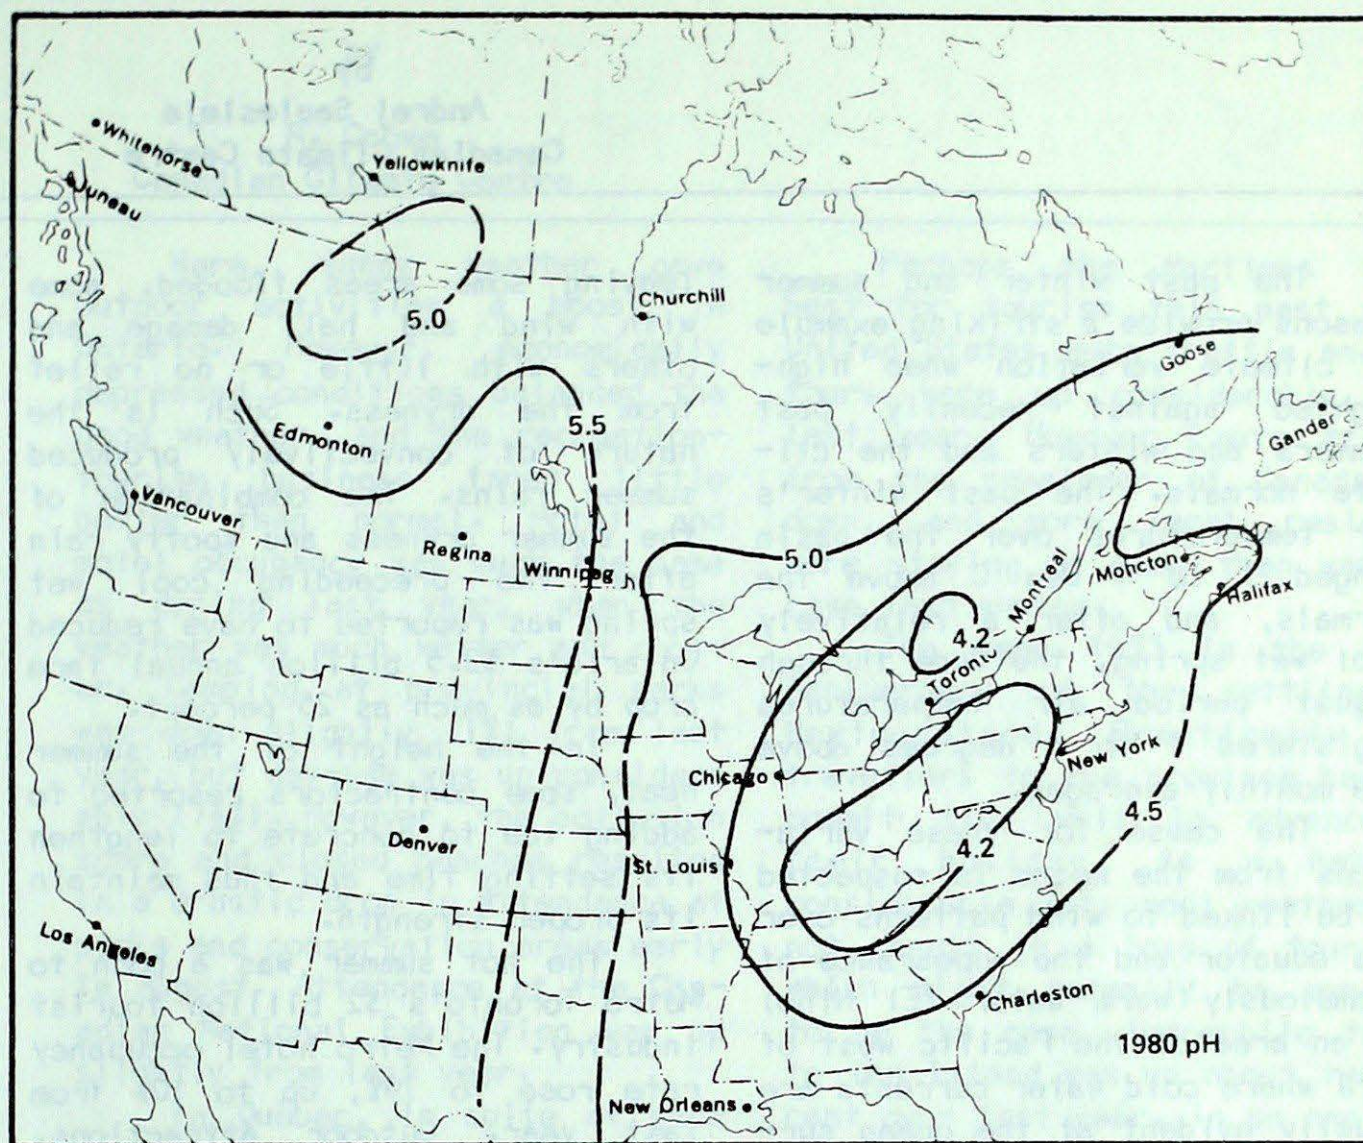 Whitehorse
Juneau
Yellowknife
Churchill
5.0
Goose
Gander
Edmonton
5.5
Vancouver
Regina
Winnipeg
5.0
Montreal
Moncton
Halifax
4.2
Toronto
New York
Chicago
4.5
Denver
St. Louis
4.2
Los Angeles
Charleston
1980 pH
New Orleans